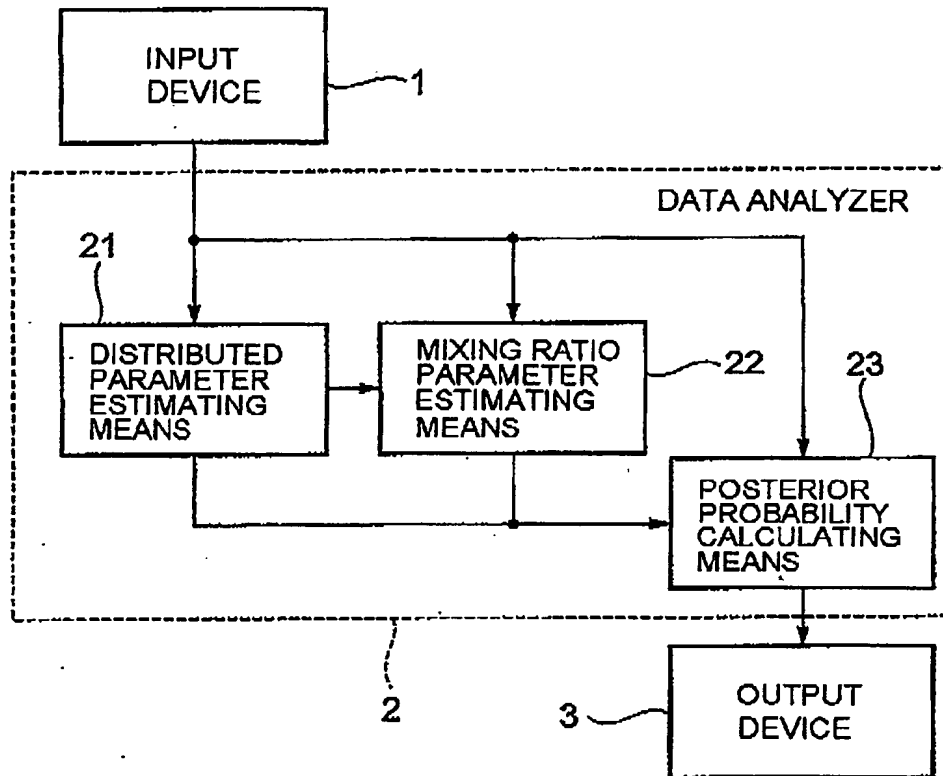 INPUT
DEVICE
1
DATA ANALYZER
21
DISTRIBUTED
PARAMETER
ESTIMATING
MEANS
MIXING RATIO
PARAMETER
ESTIMATING
MEANS
22
23
POSTERIOR
PROBABILITY
CALCULATING
MEANS
2
3
OUTPUT
DEVICE